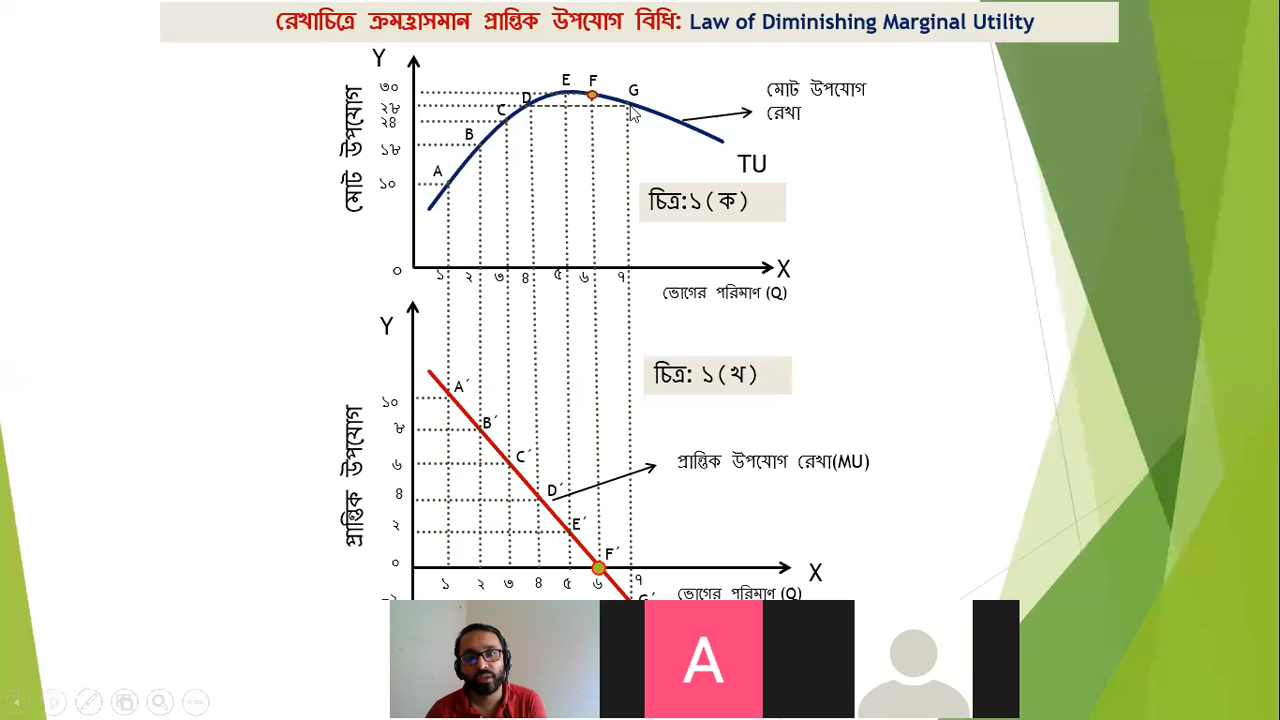 রেখাচিত্রে ক্রমহ্রাসমান প্রান্তিক উপযোগ বিধি: Law of Diminishing Marginal Utility
Y
মোট উপযোগ
৩০
২৮
২৪
১৮
১০
০
A
B
C
D
E
F
G
মোট উপযোগ
রেখা
TU
চিত্র:১(ক)
১ ২ ৩ ৪ ৫ ৬ ৭
X
ভোগের পরিমাণ (Q)
Y
প্রান্তিক উপযোগ
১০
৮
৬
৪
২
০
-২
A´
B´
C´
D´
E´
F´
G´
চিত্র: ১(খ)
প্রান্তিক উপযোগ রেখা(MU)
১ ২ ৩ ৪ ৫ ৬ ৭
X
ভোগের পরিমাণ (Q)
A